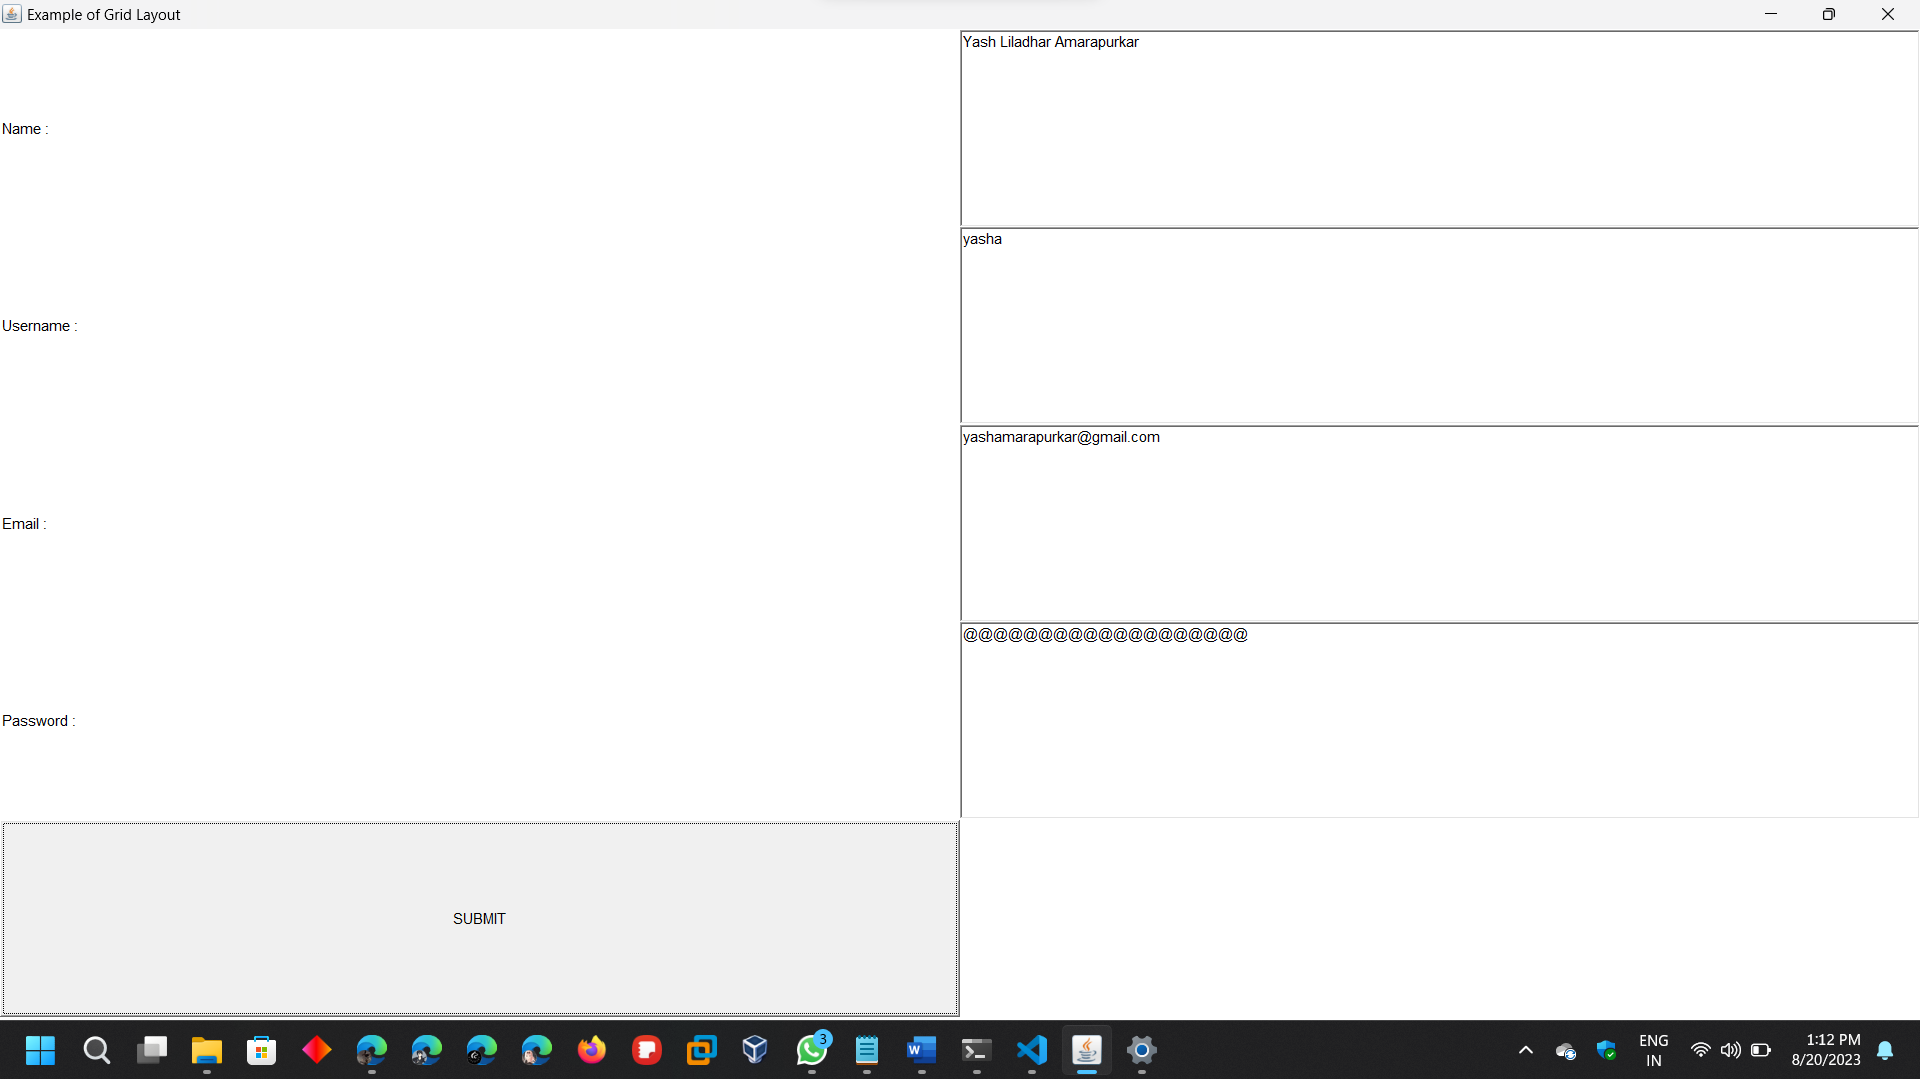 Example of Grid Layout
Name :
Yash Liladhar Amarapurkar
Username :
yasha
Email :
yashamarapurkar@gmail.com
Password :
@@@@@@@@@@@@@@@@@@@
SUBMIT
3
ENG
IN
1:12 PM
8/20/2023